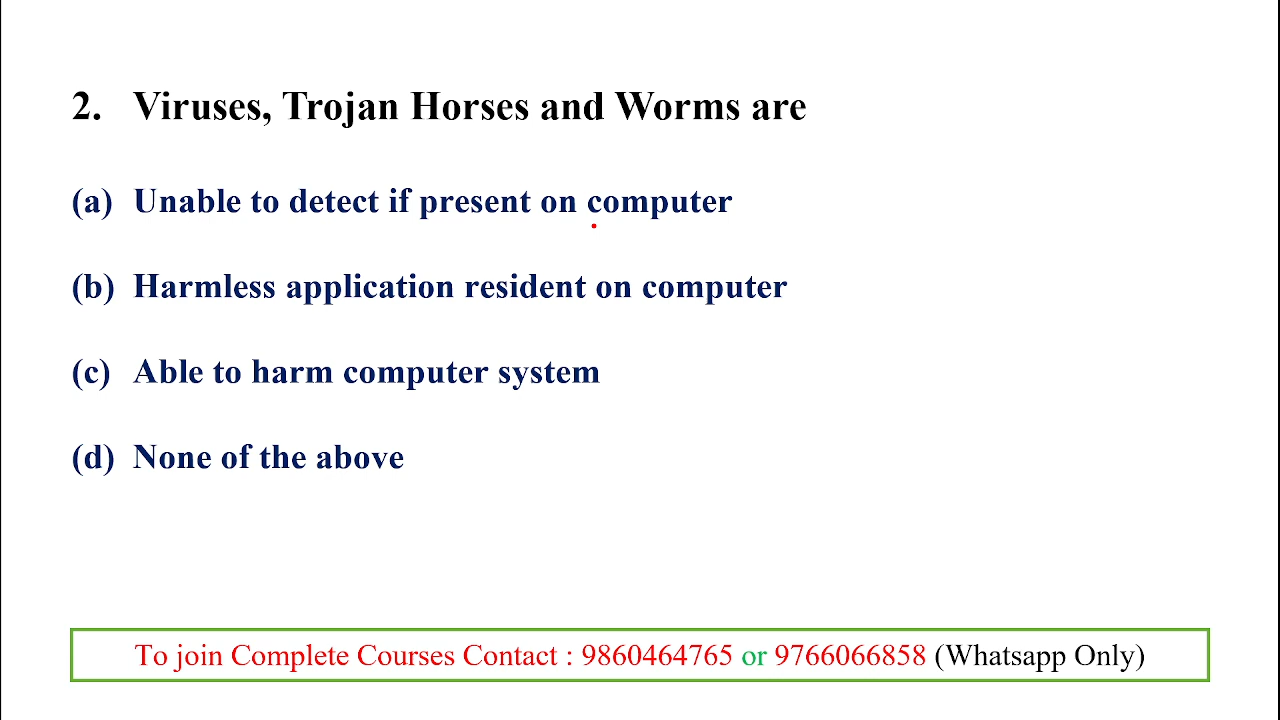 2. Viruses, Trojan Horses and Worms are
(a) Unable to detect if present on computer
(b) Harmless application resident on computer
(c) Able to harm computer system
(d) None of the above
To join Complete Courses Contact : 9860464765 or 9766066858 (Whatsapp Only)